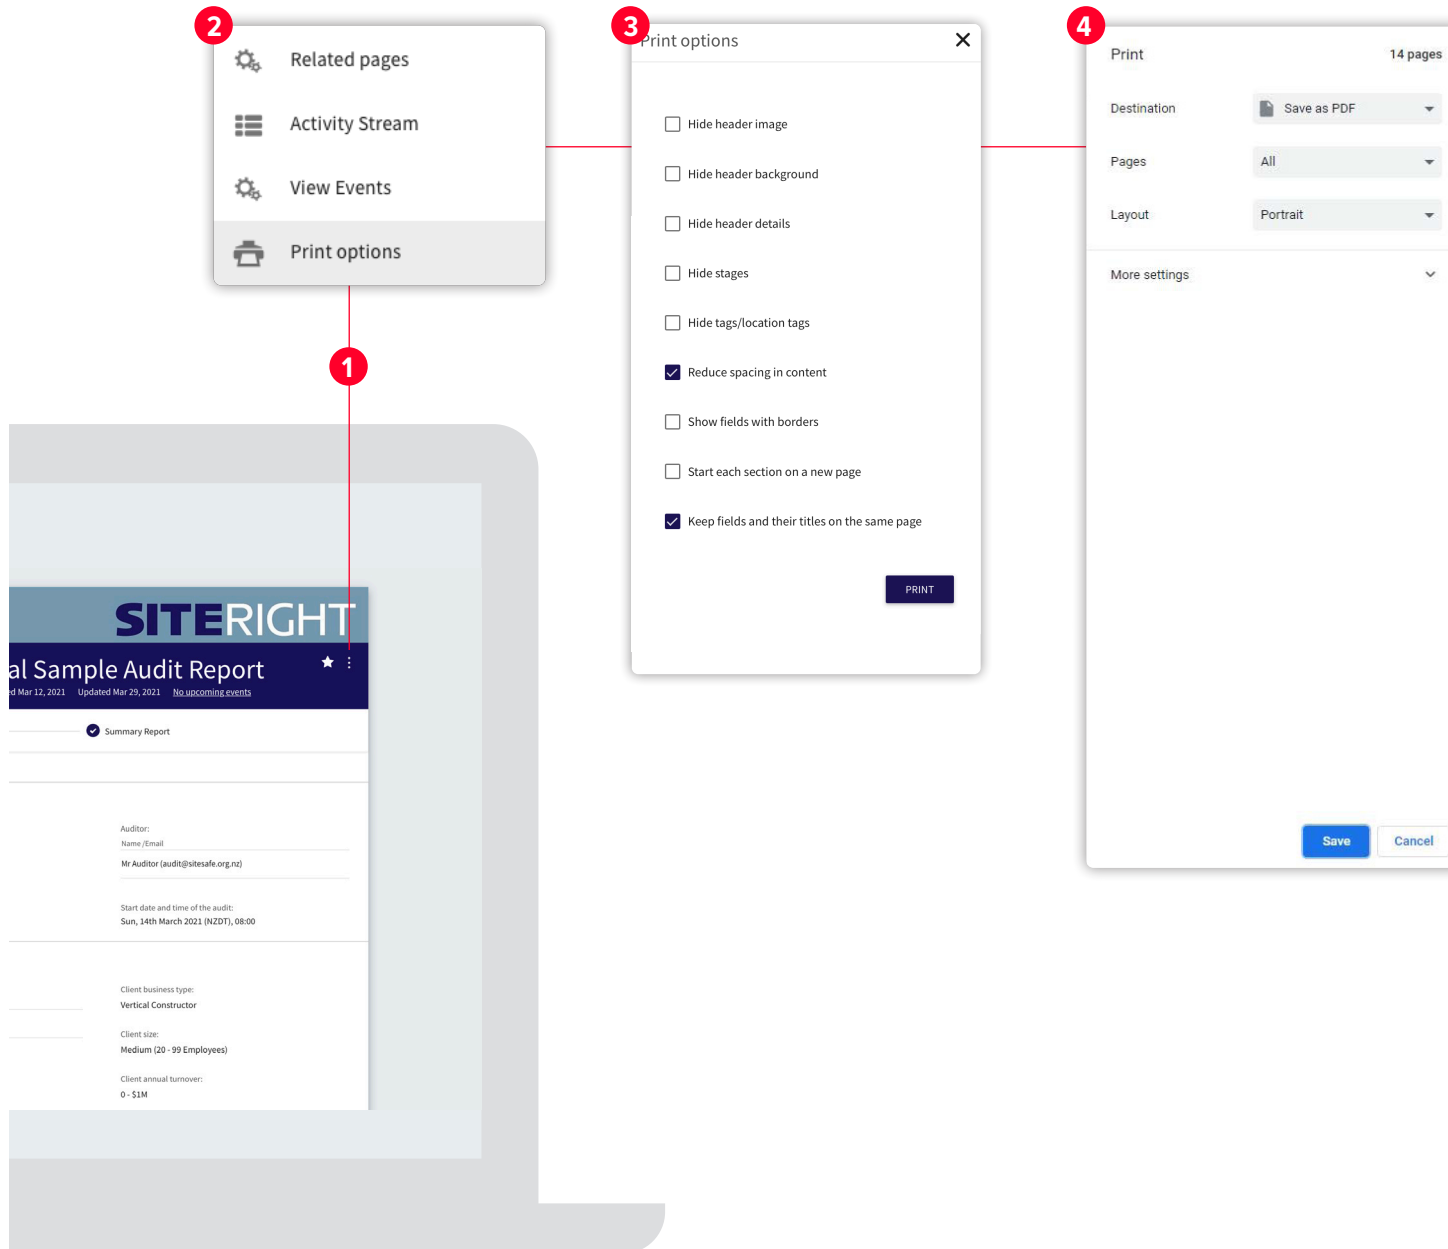 2
Related pages
Activity Stream
View Events
Print options
1
3
Print options
Hide header image
Hide header background
Hide header details
Hide stages
Hide tags/location tags
Reduce spacing in content
Show fields with borders
Start each section on a new page
Keep fields and their titles on the same page
PRINT
4
Print 14 pages
Destination Save as PDF
Pages All
Layout Portrait
More settings
Save Cancel
SITERIGHT
al Sample Audit Report
ed Mar 12, 2021 Updated Mar 29, 2021 No upcoming events
Summary Report
Auditor:
Name /Email
Mr Auditor (audit@sitesafe.org.nz)
Start date and time of the audit:
Sun, 14th March 2021 (NZDT), 08:00
Client business type:
Vertical Constructor
Client size:
Medium (20 - 99 Employees)
Client annual turnover:
0 - $1M